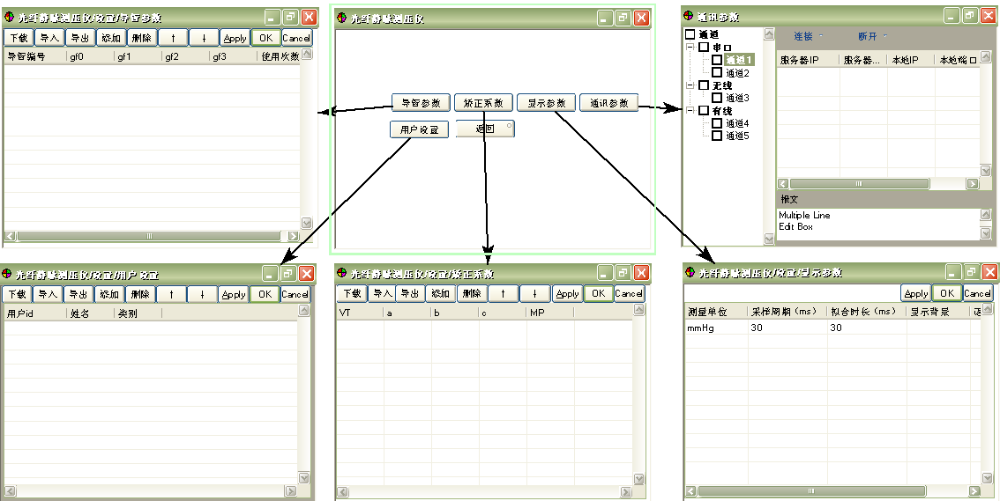 光纤静脉测压仪/设置/导管参数
下载 导入 导出 添加 删除 ↑ ↓ Apply OK Cancel
导管编号 gf0 gf1 gf2 gf3 使用次数
光纤静脉测压仪
导管参数 矫正系数 显示参数 通讯参数
用户设置 返回
通讯参数
通道
串口
通道1
通道2
无线
通道3
有线
通道4
通道5
连接 断开
服务器IP 服务器... 本地IP 本地端口
报文
Multiple Line
Edit Box
光纤静脉测压仪/设置/用户设置
下载 导入 导出 添加 删除 ↑ ↓ Apply OK Cancel
用户id 姓名 类别
光纤静脉测压仪/设置/矫正系数
下载 导入 导出 添加 删除 ↑ ↓ Apply OK Cancel
VT a b c MP
光纤静脉测压仪/设置/显示参数
Apply OK Cancel
测量单位 采样周期(ms) 拟合时长(ms) 显示背景
mmHg 30 30